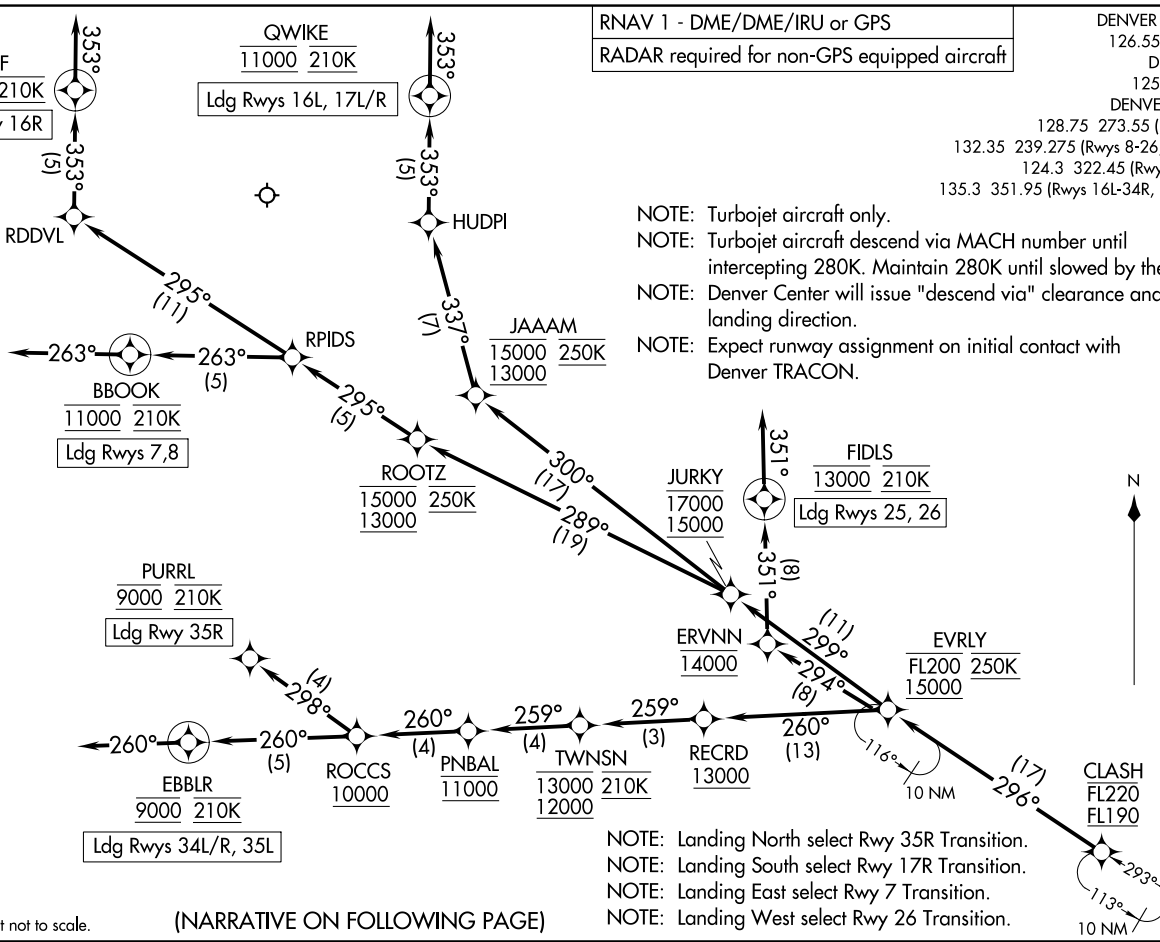 RNAV 1 - DME/DME/IRU or GPS
RADAR required for non-GPS equipped aircraft
DENVER
126.55
D
125
DENVE
128.75 273.55 (
132.35 239.275 (Rwys 8-26,
124.3 322.45 (Rwy
135.3 351.95 (Rwys 16L-34R,
NOTE: Turbojet aircraft only.
NOTE: Turbojet aircraft descend via MACH number until
intercepting 280K. Maintain 280K until slowed by the
NOTE: Denver Center will issue "descend via" clearance and
landing direction.
NOTE: Expect runway assignment on initial contact with
Denver TRACON.
353°
F
210K
y 16R
353°
(5)
RDDVL
QWIKE
11000 210K
Ldg Rwys 16L, 17L/R
353°
353°
(5)
HUDPI
337°
(7)
JAAAM
15000 250K
13000
295°
(11)
RPIDS
263°
263°
(5)
BBOOK
11000 210K
Ldg Rwys 7,8
295°
(5)
ROOTZ
15000 250K
13000
300°
(17)
289°
(19)
JURKY
17000
15000
351°
FIDLS
13000 210K
Ldg Rwys 25, 26
351°
(8)
N
ERVNN
14000
(11)
299°
294°
(8)
EVRLY
FL200 250K
15000
PURRL
9000 210K
Ldg Rwy 35R
(4)
298°
260°
260°
(5)
EBBLR
9000 210K
Ldg Rwys 34L/R, 35L
ROCCS
10000
260°
(4)
PNBAL
11000
259°
(4)
TWNSN
13000 210K
12000
259°
(3)
RECRD
13000
260°
(13)
116°
10 NM
(17)
296°
CLASH
FL220
FL190
293°
113°
10 NM
NOTE: Landing North select Rwy 35R Transition.
NOTE: Landing South select Rwy 17R Transition.
NOTE: Landing East select Rwy 7 Transition.
NOTE: Landing West select Rwy 26 Transition.
t not to scale.
(NARRATIVE ON FOLLOWING PAGE)